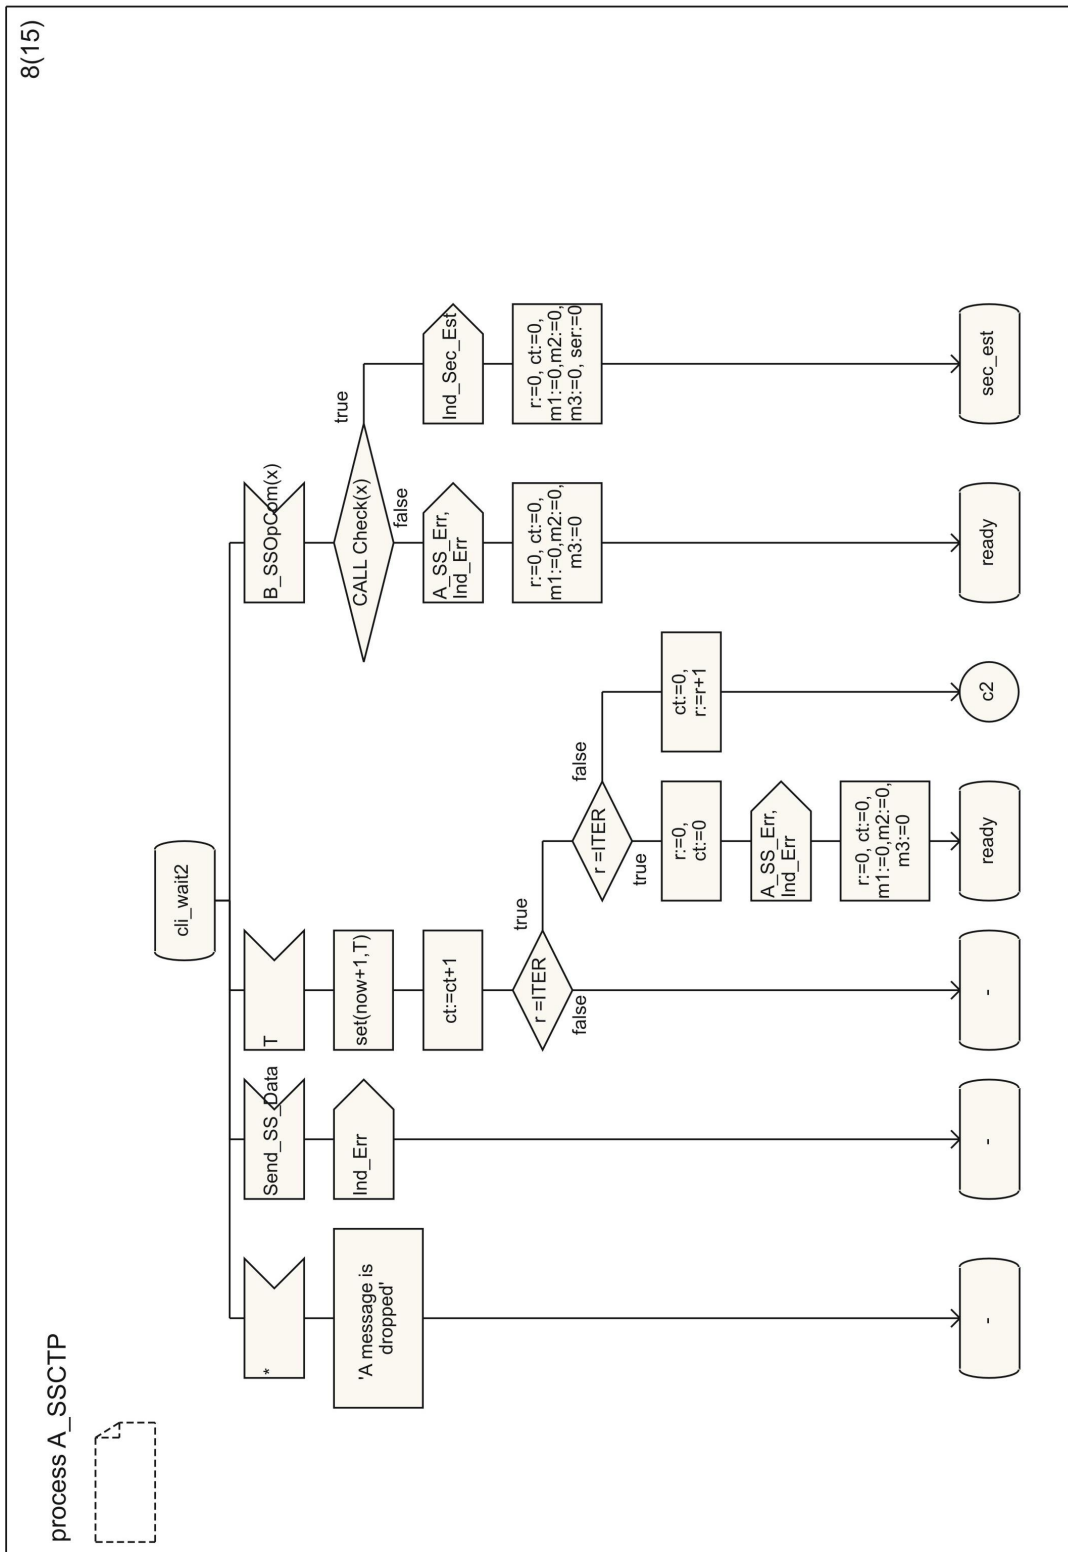 process A_SSCTP
8(15)
cli_wait2
*
'A message is
dropped'
-
Send_SS_Data
Ind_Err
-
T
set(now+1,T)
ct:=ct+1
r =ITER
false
true
-
r =ITER
true
false
r:=0,
ct:=0
A_SS_Err,
Ind_Err
r:=0, ct:=0,
m1:=0,m2:=0,
m3:=0
ready
ct:=0,
r:=r+1
c2
B_SSOpCom(x)
CALL Check(x)
false
true
A_SS_Err,
Ind_Err
r:=0, ct:=0,
m1:=0,m2:=0,
m3:=0
ready
Ind_Sec_Est
r:=0, ct:=0,
m1:=0,m2:=0,
m3:=0, ser:=0
sec_est